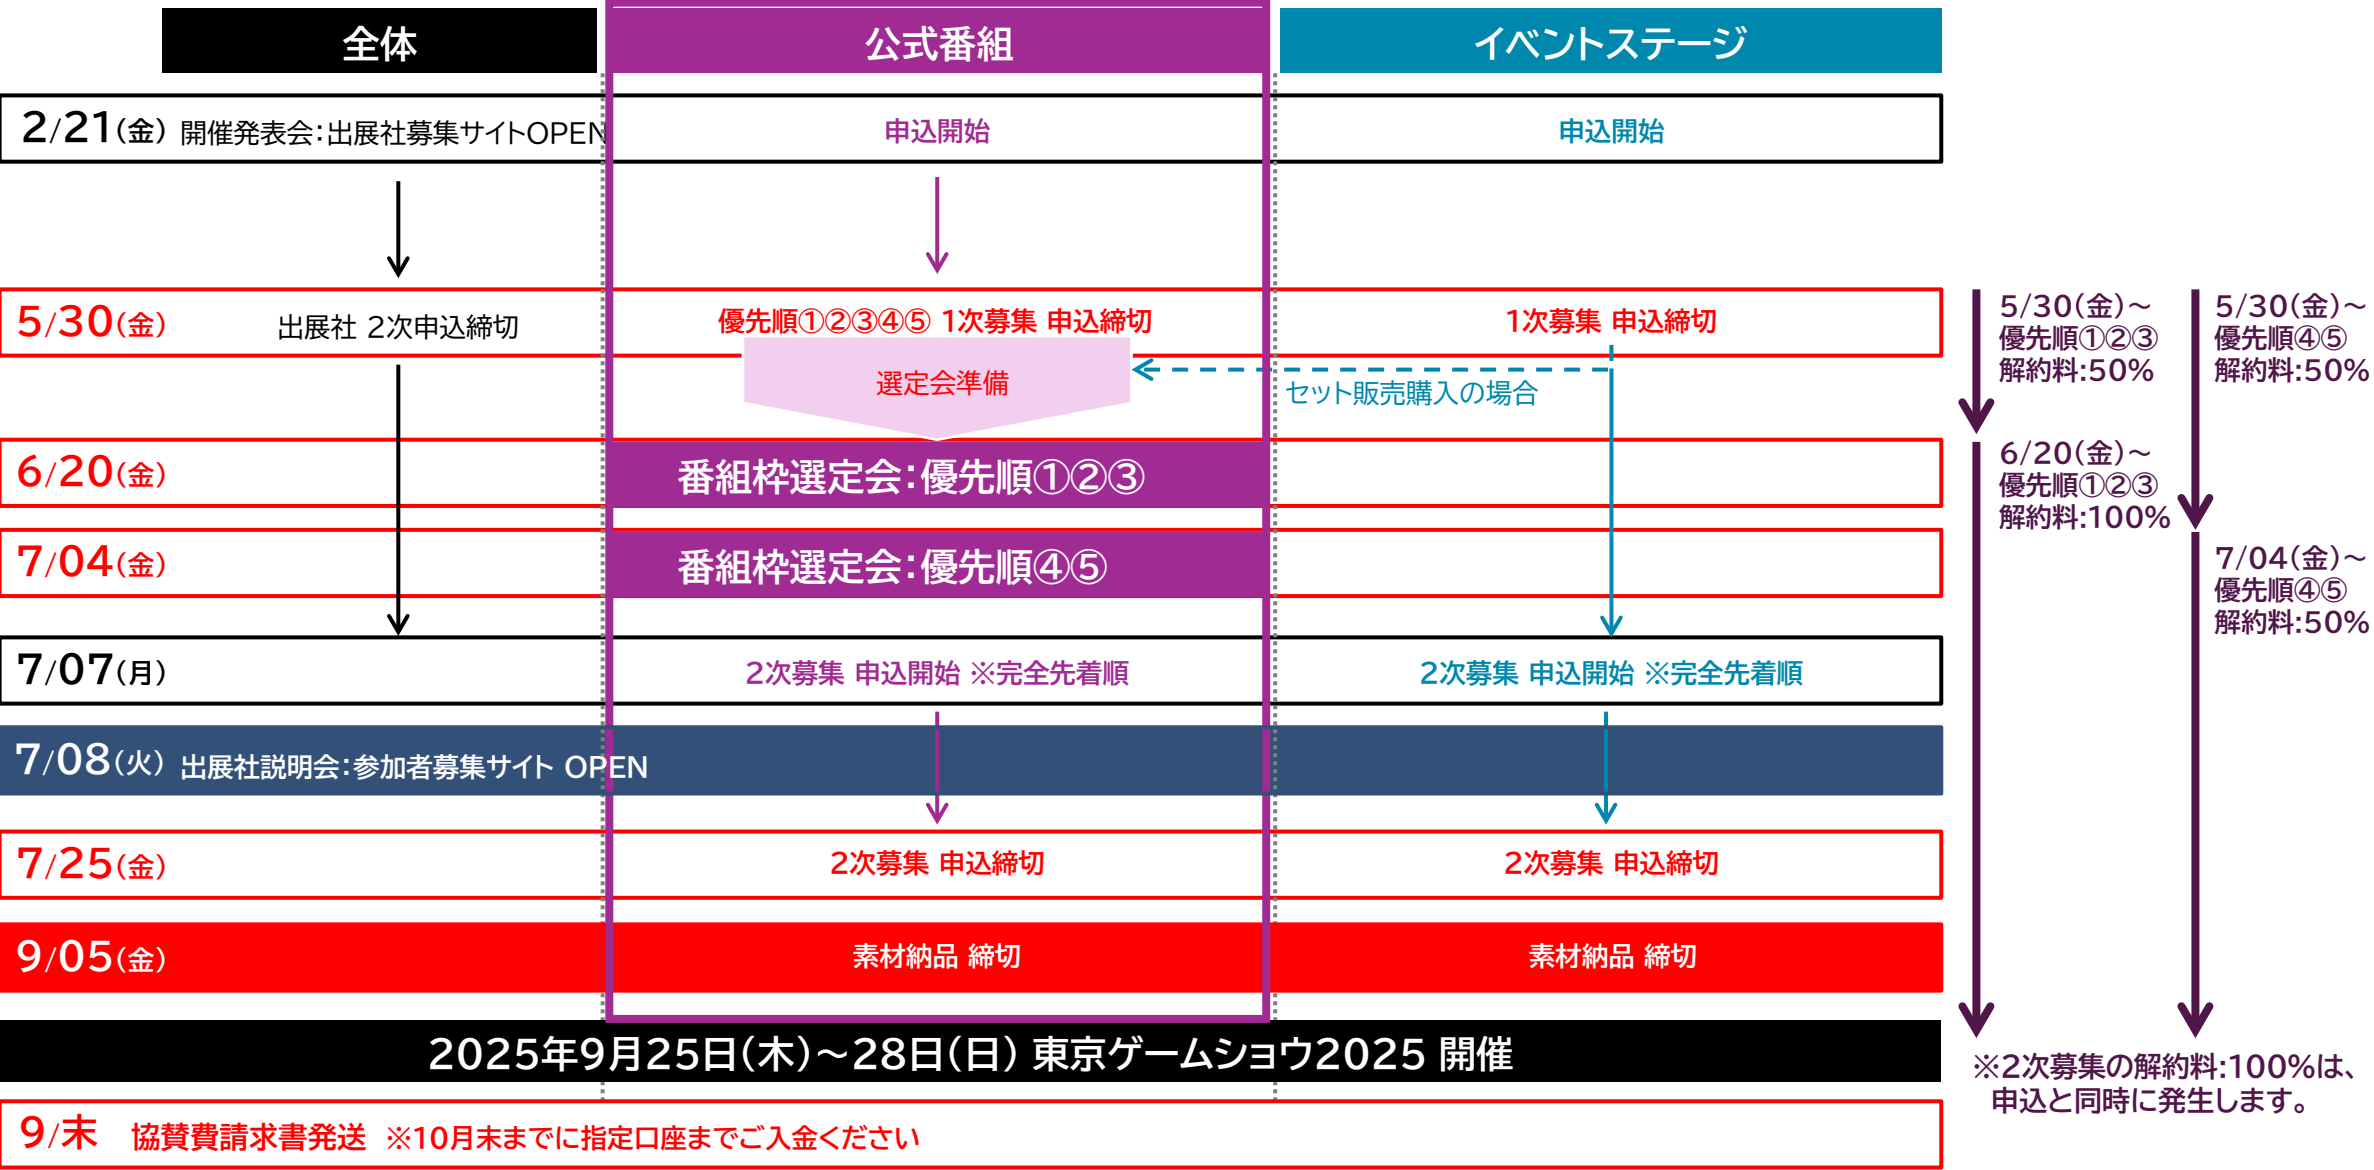 全体
公式番組
イベントステージ
2/21(金) 開催発表会:出展社募集サイトOPEN
申込開始
申込開始
5/30(金) 出展社 2次申込締切
優先順①②③④⑤ 1次募集 申込締切
1次募集 申込締切
選定会準備
セット販売購入の場合
6/20(金)
番組枠選定会:優先順①②③
7/04(金)
番組枠選定会:優先順④⑤
7/07(月)
2次募集 申込開始 ※完全先着順
2次募集 申込開始 ※完全先着順
7/08(火) 出展社説明会:参加者募集サイト OPEN
7/25(金)
2次募集 申込締切
2次募集 申込締切
9/05(金)
素材納品 締切
素材納品 締切
2025年9月25日(木)~28日(日) 東京ゲームショウ2025 開催
9/末 協賛費請求書発送 ※10月末までに指定口座までご入金ください
5/30(金)~
優先順①②③
解約料:50%
6/20(金)~
優先順①②③
解約料:100%
5/30(金)~
優先順④⑤
解約料:50%
7/04(金)~
優先順④⑤
解約料:50%
※2次募集の解約料:100%は、
申込と同時に発生します。